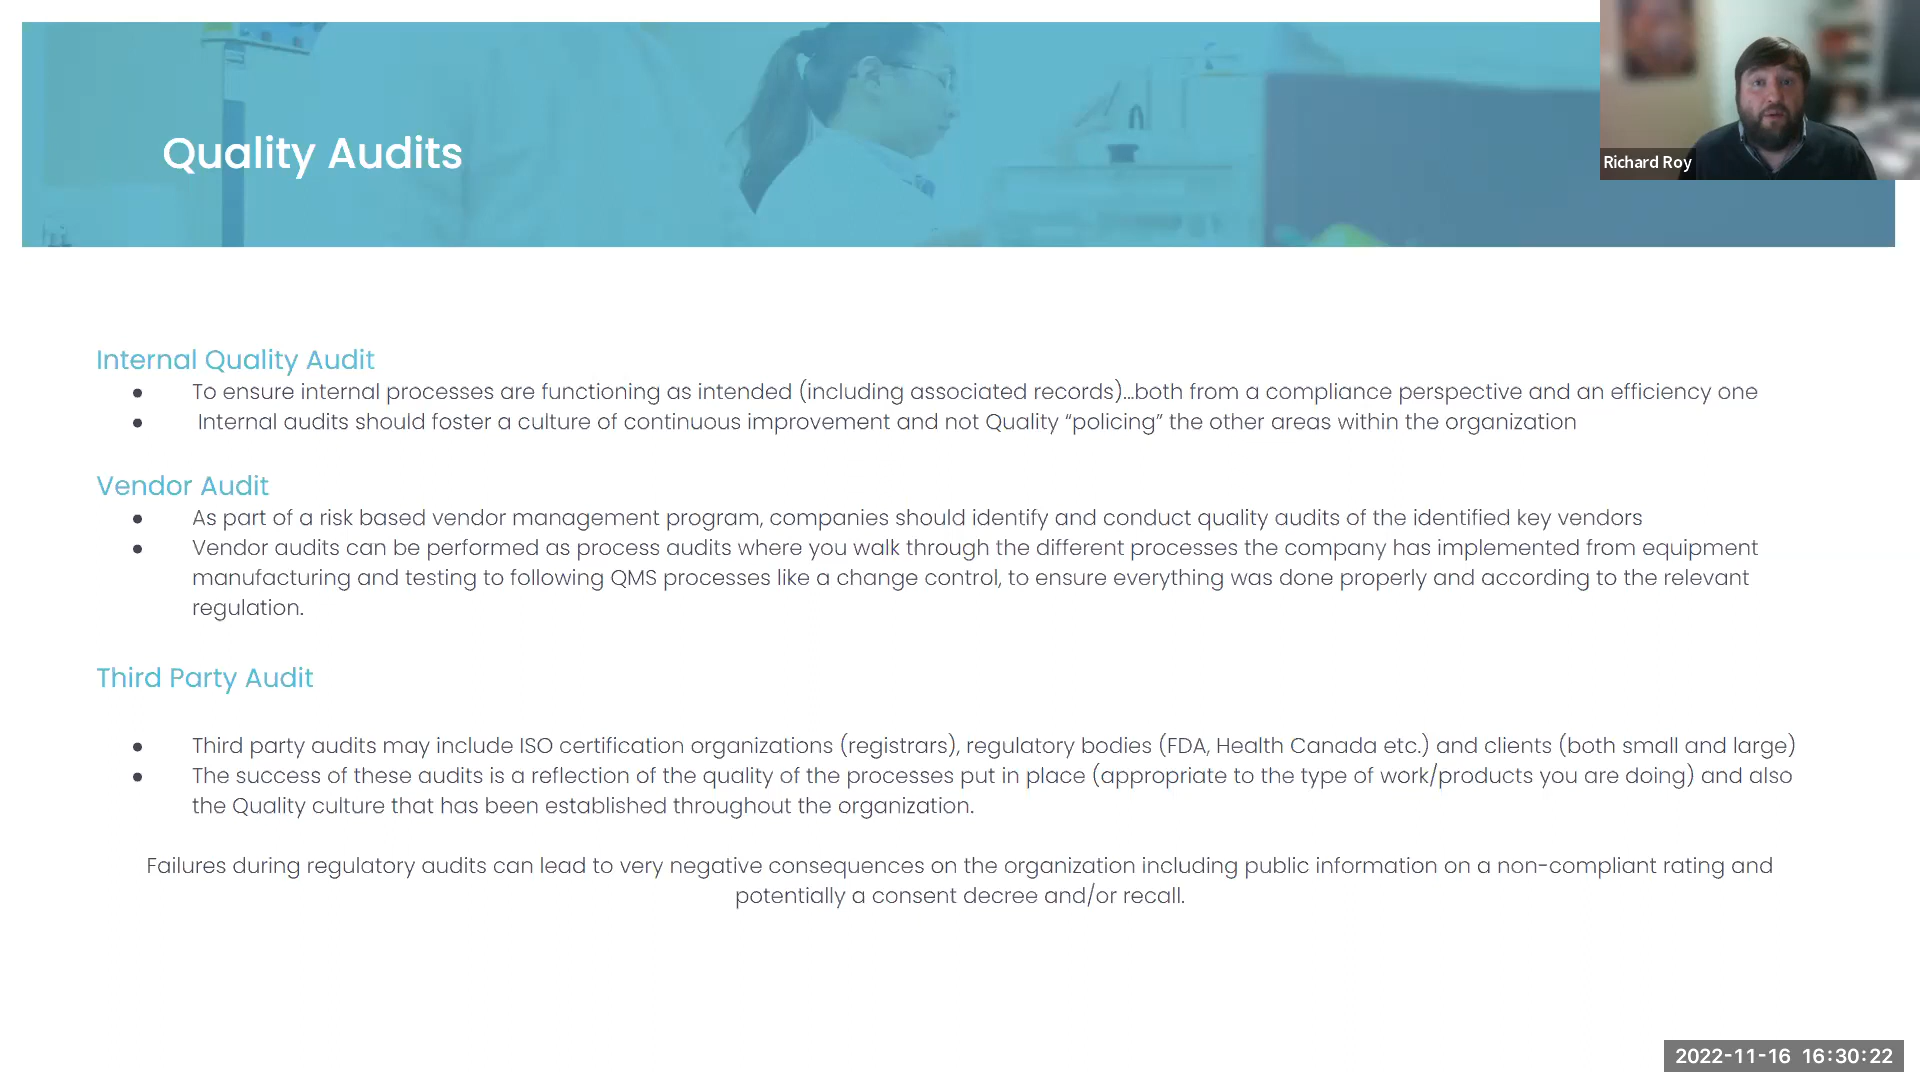 Quality Audits
Richard Roy
Internal Quality Audit
● To ensure internal processes are functioning as intended (including associated records)...both from a compliance perspective and an efficiency one
● Internal audits should foster a culture of continuous improvement and not Quality “policing” the other areas within the organization
Vendor Audit
● As part of a risk based vendor management program, companies should identify and conduct quality audits of the identified key vendors
● Vendor audits can be performed as process audits where you walk through the different processes the company has implemented from equipment
manufacturing and testing to following QMS processes like a change control, to ensure everything was done properly and according to the relevant
regulation.
Third Party Audit
● Third party audits may include ISO certification organizations (registrars), regulatory bodies (FDA, Health Canada etc.) and clients (both small and large)
● The success of these audits is a reflection of the quality of the processes put in place (appropriate to the type of work/products you are doing) and also
the Quality culture that has been established throughout the organization.
Failures during regulatory audits can lead to very negative consequences on the organization including public information on a non-compliant rating and
potentially a consent decree and/or recall.
2022-11-16 16:30:22